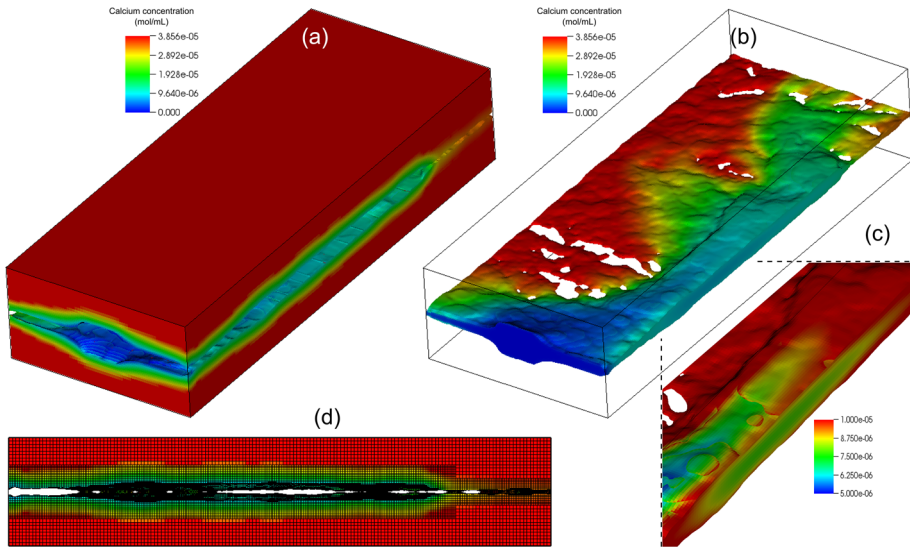 Calcium concentration
(mol/mL)
3.856e-05
2.892e-05
1.928e-05
9.640e-06
0.000
(a)
Calcium concentration
(mol/mL)
3.856e-05
2.892e-05
1.928e-05
9.640e-06
0.000
(b)
(c)
1.000e-05
8.750e-06
7.500e-06
6.250e-06
5.000e-06
(d)